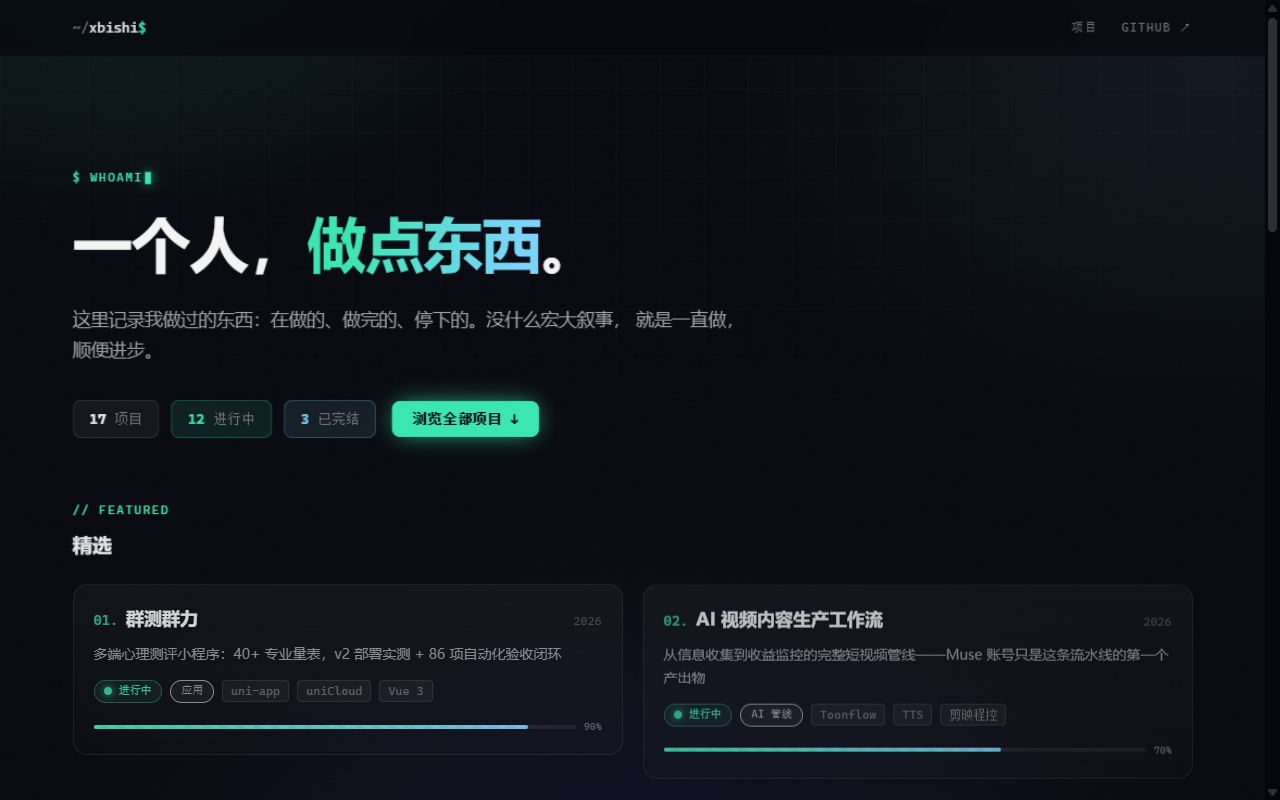 ~/xbishi$
项目 GITHUB ↗
$ WHOAMI
一个人，做点东西。
这里记录我做过的东西：在做的、做完的、停下的。没什么宏大叙事， 就是一直做，
顺便进步。
17 项目 12 进行中 3 已完结 浏览全部项目 ↓
// FEATURED
精选
01. 群测群力 2026
多端心理测评小程序：40+ 专业量表，v2 部署实测 + 86 项自动化验收闭环
进行中 应用 uni-app uniCloud Vue 3
90%
02. AI 视频内容生产工作流 2026
从信息收集到收益监控的完整短视频管线——Muse 账号只是这条流水线的第一个
产出物
进行中 AI 管线 Toonflow TTS 剪映程控
70%